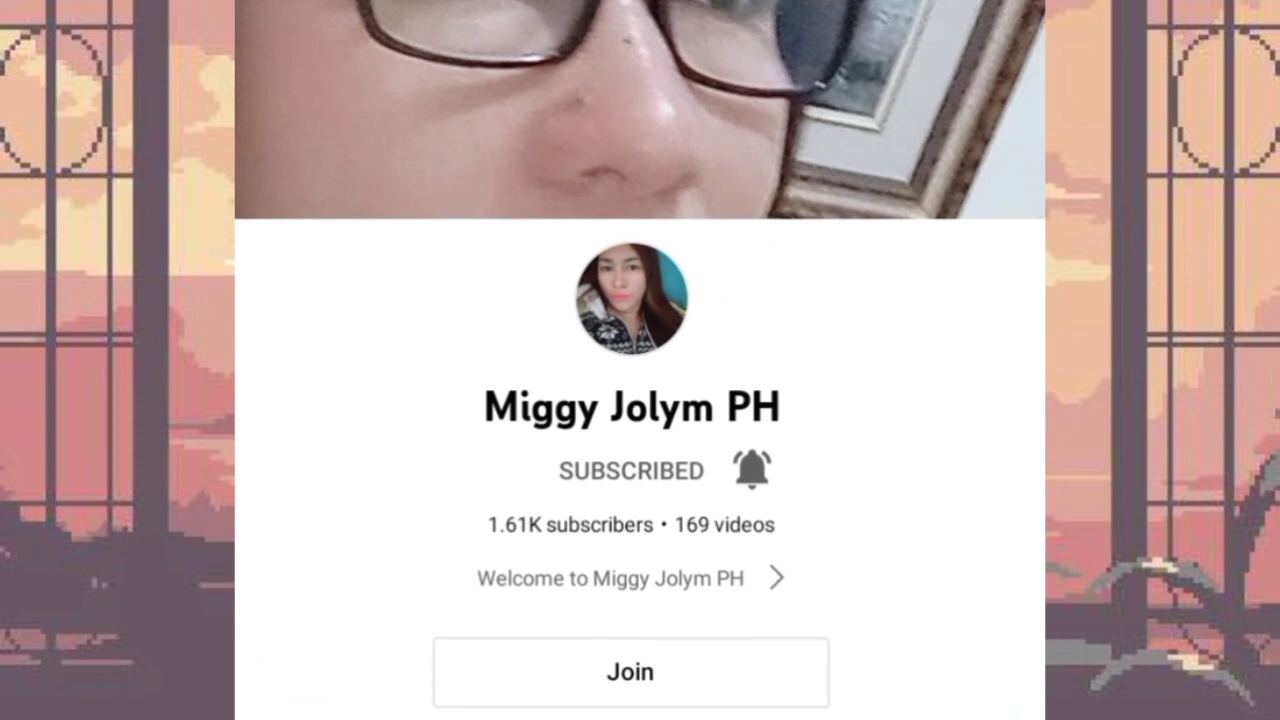 Miggy Jolym PH
SUBSCRIBED
1.61K subscribers • 169 videos
Welcome to Miggy Jolym PH
Join